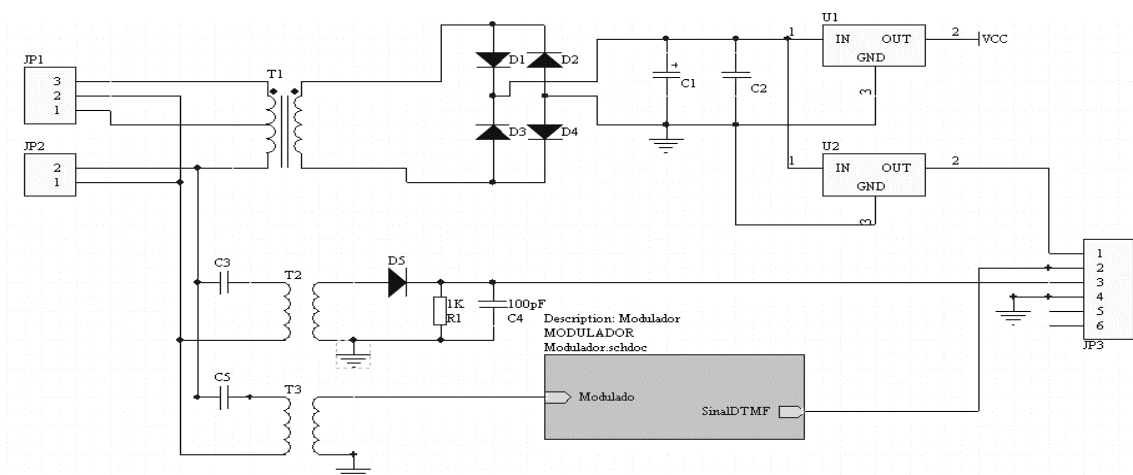 U1
1 IN OUT 2 VCC
GND
3
JP1
3
2
1
T1
D1 D2
C1 C2
D3 D4
JP2
2
1
U2
1 IN OUT 2
GND
3
C3 T2 D5
1K
R1
100pF
C4
1
2
3
4
5
6
JP3
Description: Modulador
MODULADOR
Modulador.schdoc
C5 T3
Modulado
SinalDTMF